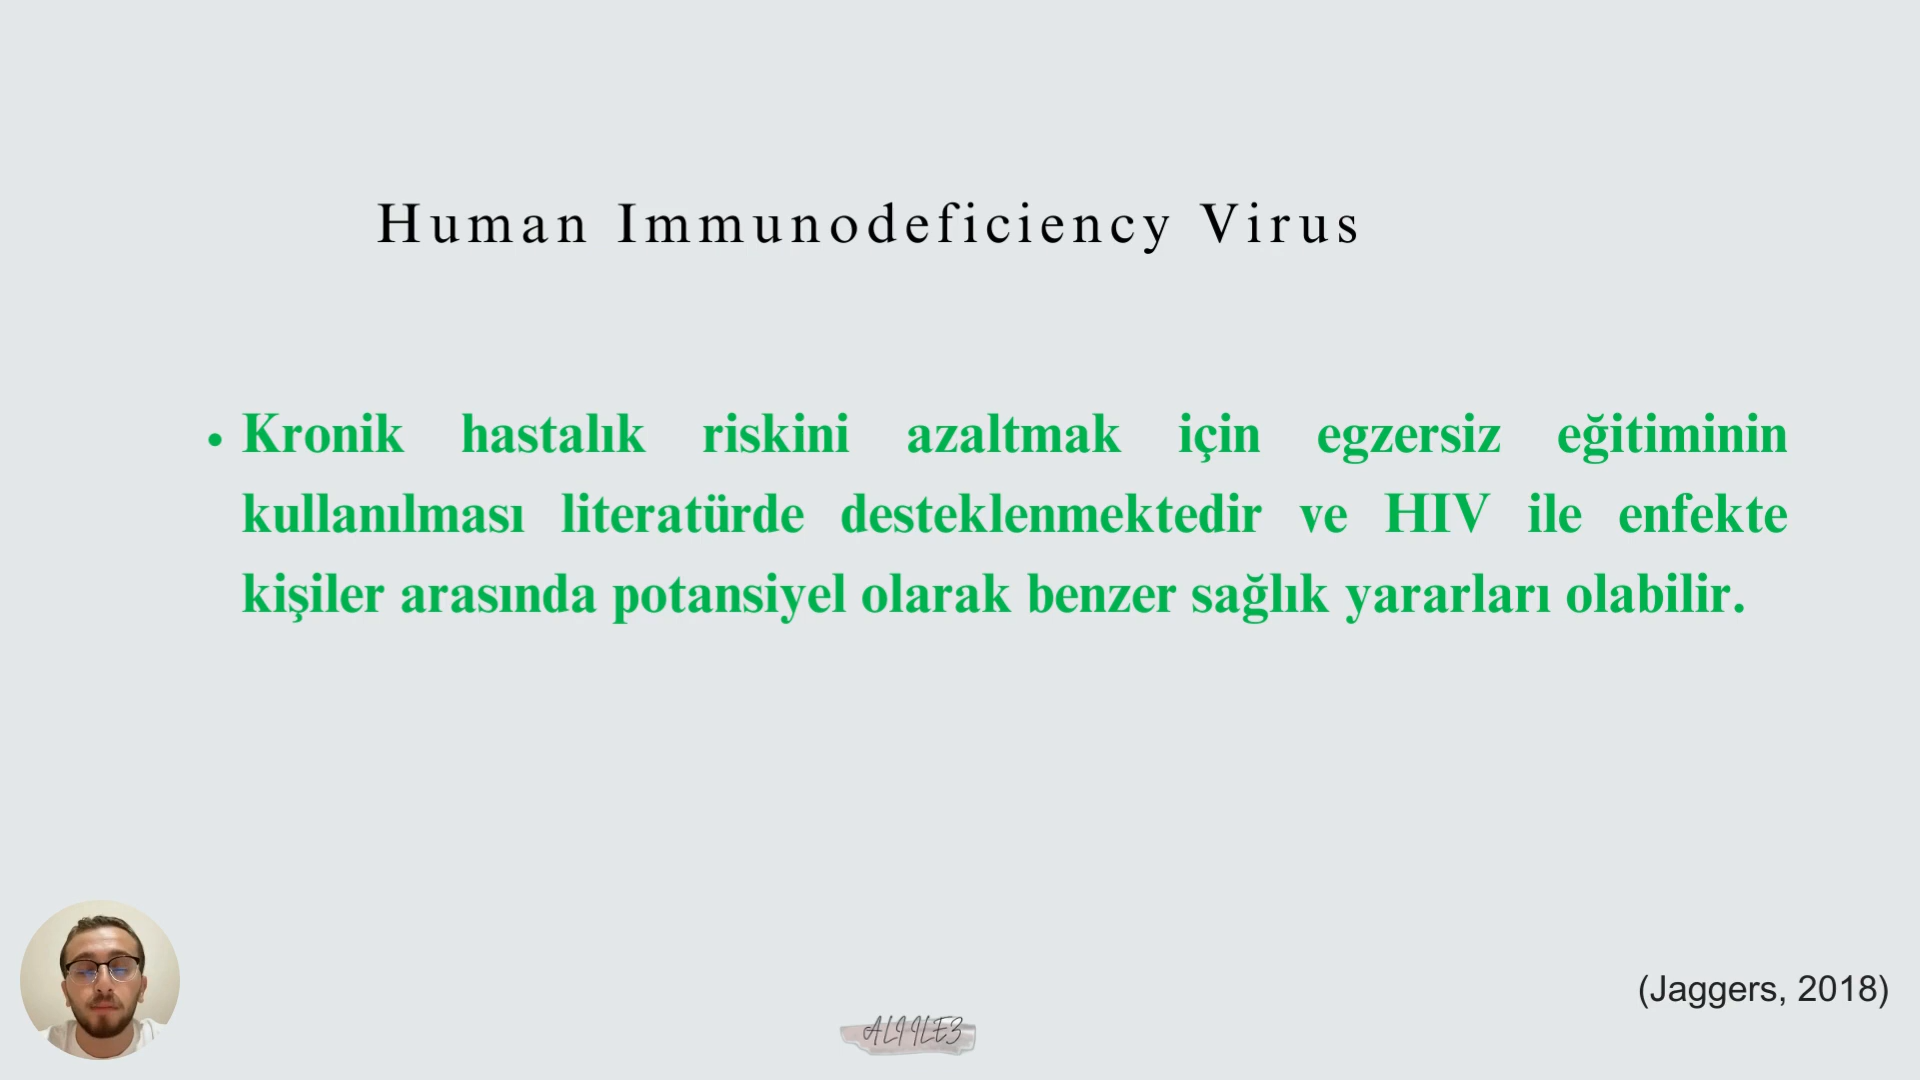 Human Immunodeficiency Virus
• Kronik hastalık riskini azaltmak için egzersiz eğitiminin
kullanılması literatürde desteklenmektedir ve HIV ile enfekte
kişiler arasında potansiyel olarak benzer sağlık yararları olabilir.
(Jaggers, 2018)